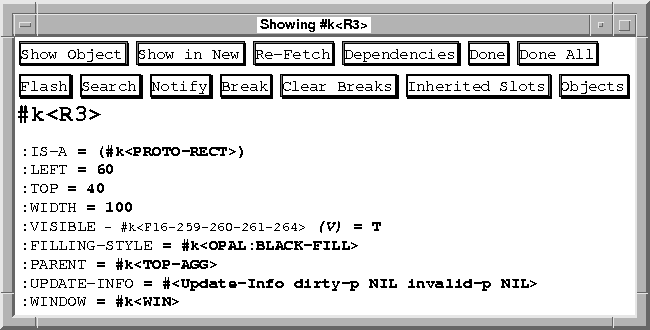 Showing #k<R3>
Show Object Show in New Re-Fetch Dependencies Done Done All
Flash Search Notify Break Clear Breaks Inherited Slots Objects
#k<R3>
:IS-A = (#k<PROTO-RECT>)
:LEFT = 60
:TOP = 40
:WIDTH = 100
:VISIBLE - #k<F16-259-260-261-264> (V) = T
:FILLING-STYLE = #k<OPAL:BLACK-FILL>
:PARENT = #k<TOP-AGG>
:UPDATE-INFO = #<Update-Info dirty-p NIL invalid-p NIL>
:WINDOW = #k<WIN>